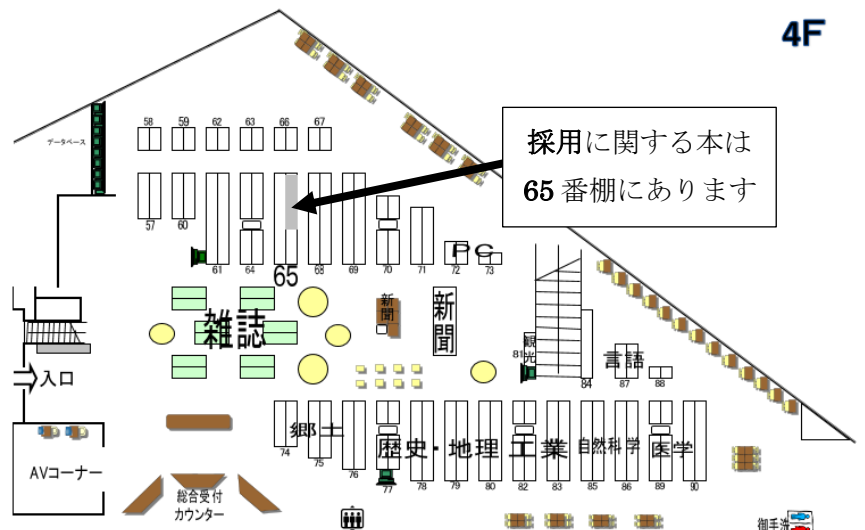 4F
採用に関する本は
65 番棚にあります
データベース
58 59 62 63 66 67
57 60
61 64 65 68 69 70 71 72 73
PC
雑誌
新聞
新聞
観光
81
84
言語
87 88
入口
郷土
歴史・地理 工業 自然科学 医学
74 75 76 77 78 79 80 82 83 85 86 89 90
AVコーナー
総合受付
カウンター
御手洗